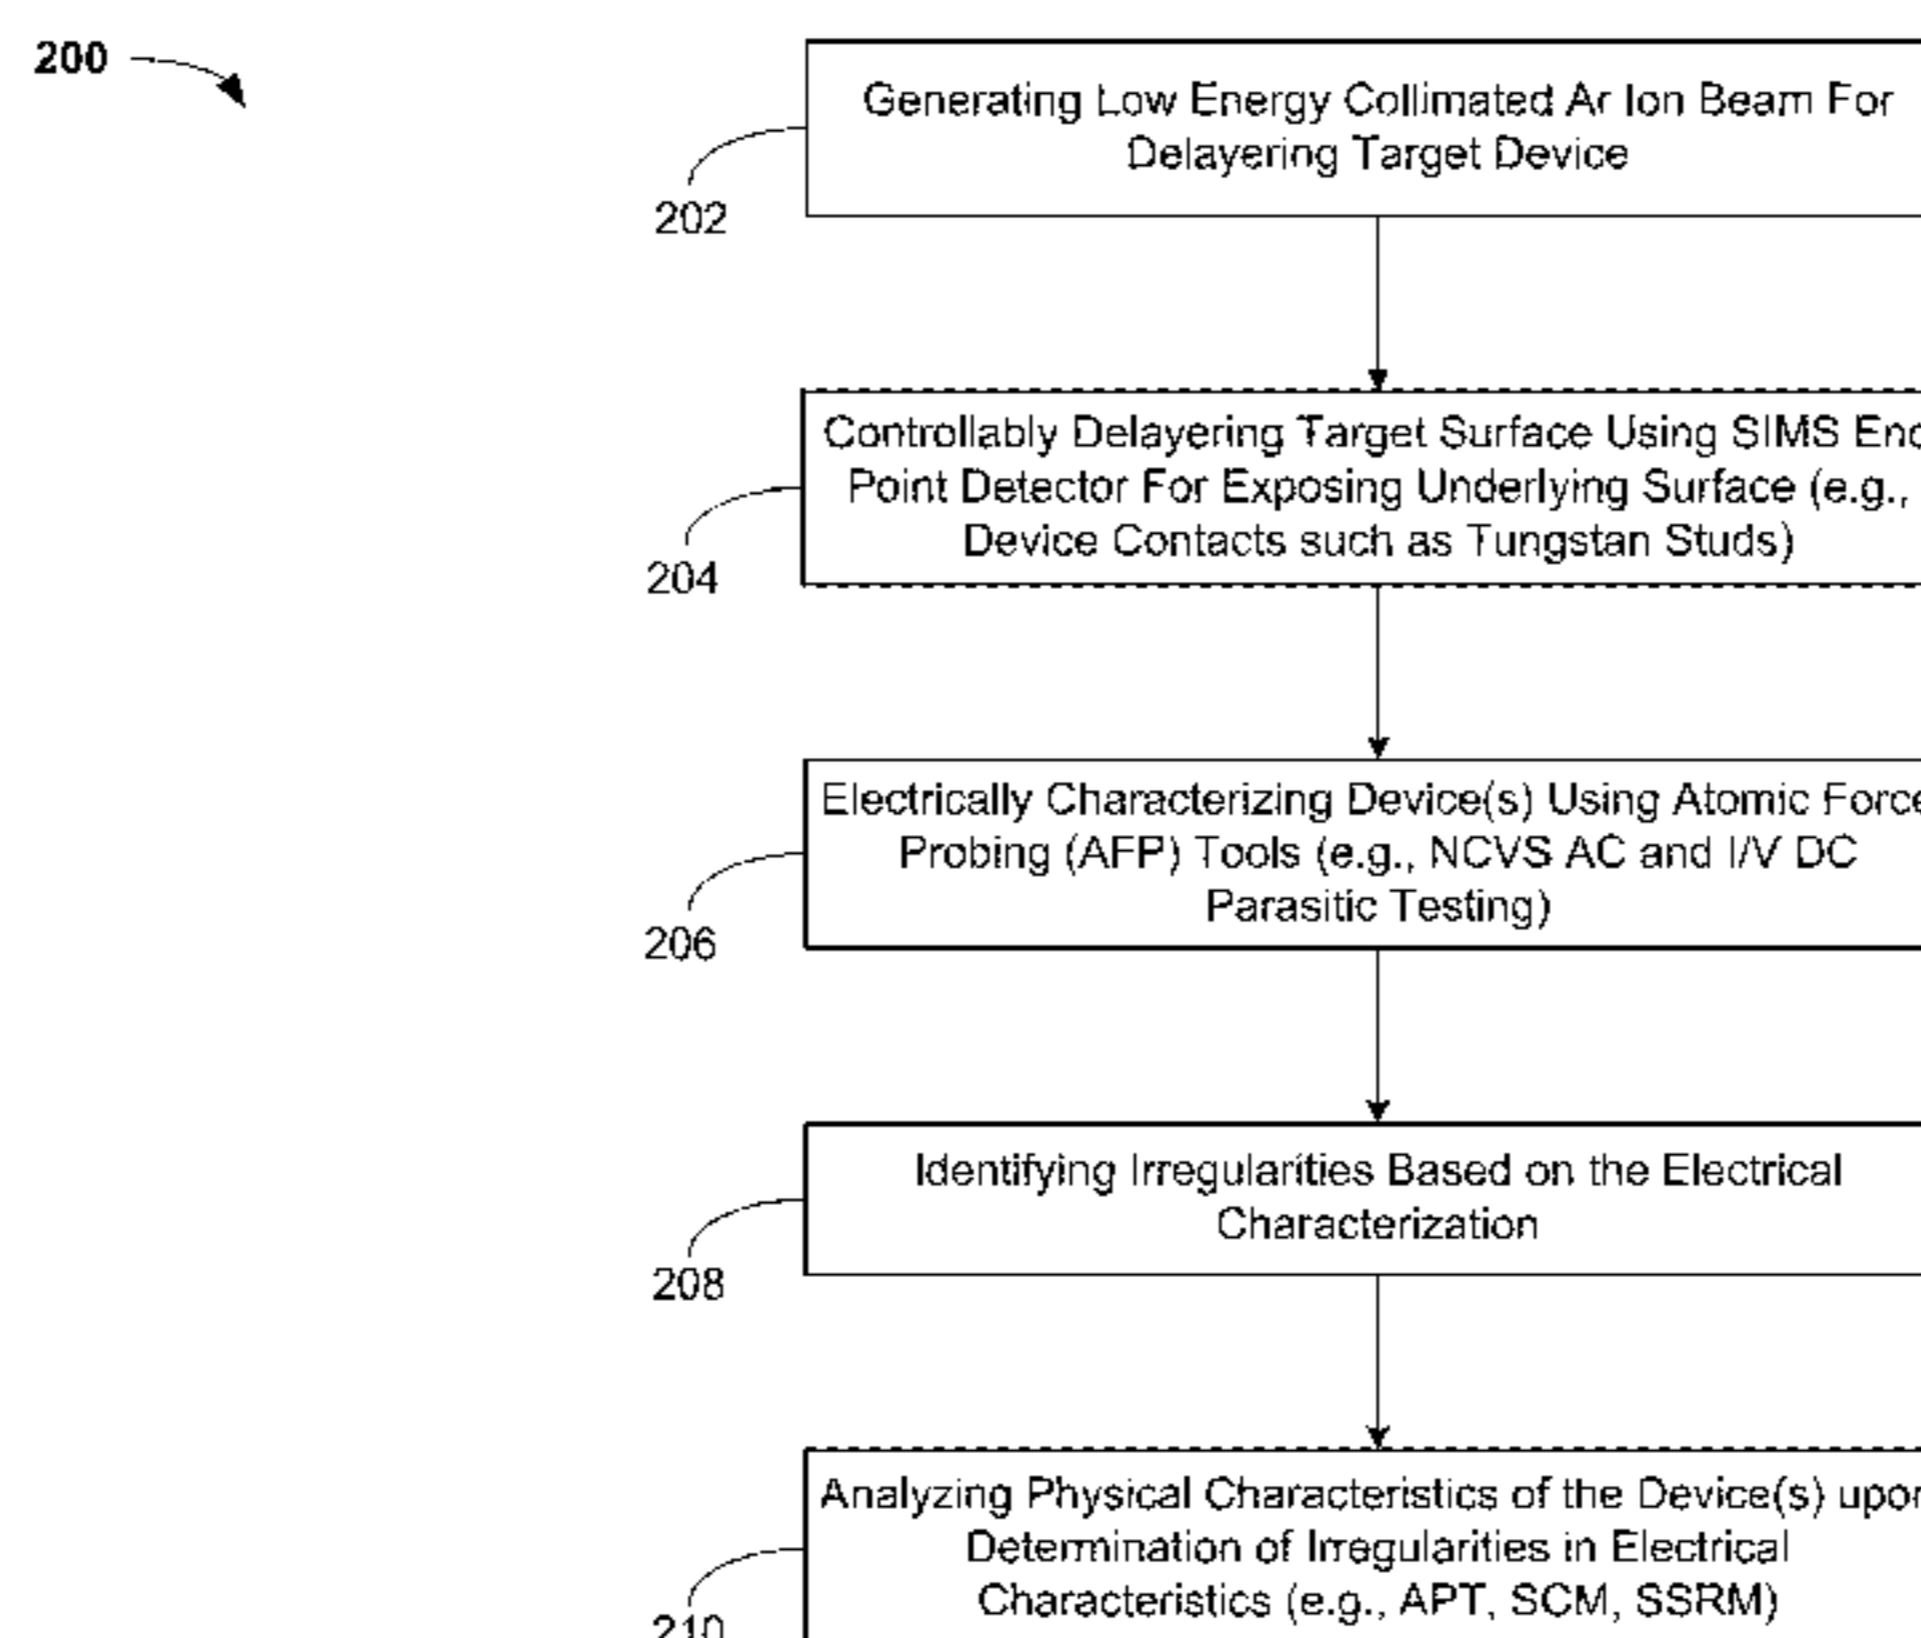 200
Generating Low Energy Collimated Ar Ion Beam For
Delayering Target Device
202
Controllably Delayering Target Surface Using SIMS End
Point Detector For Exposing Underlying Surface (e.g.,
Device Contacts such as Tungstan Studs)
204
Electrically Characterizing Device(s) Using Atomic Force
Probing (AFP) Tools (e.g., NCVS AC and I/V DC
Parasitic Testing)
206
Identifying Irregularities Based on the Electrical
Characterization
208
Analyzing Physical Characteristics of the Device(s) upon
Determination of Irregularities in Electrical
Characteristics (e.g., APT, SCM, SSRM)
210